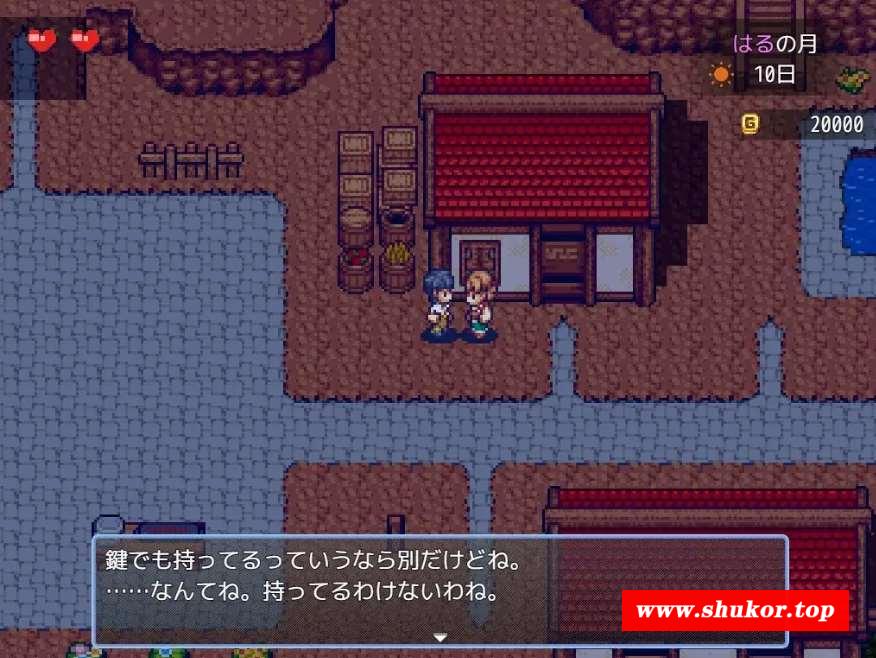 はるの月
10日
G 20000
鍵でも持ってるっていうなら別だけどね。
……なんてね。持ってるわけないわね。
www.shukor.top